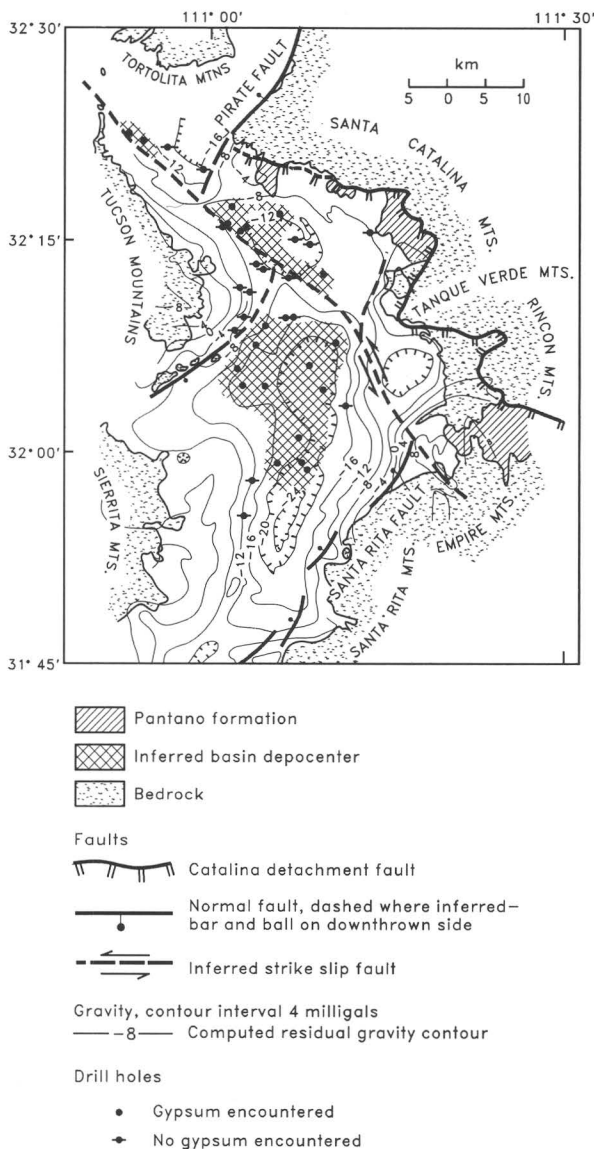 111° 00'
111° 30'
32° 30'
TORTOLITA MTNS
PIRATE FAULT
km
5 0 5 10
SANTA
CATALINA
MTS.
-16
-8
-12
4
-8
-12
32° 15'
TUCSON MOUNTAINS
TANQUE VERDE MTS.
RINCON MTS.
-8
32° 00'
SIERRITA MTS.
-16
-12
-8
-4
0
4
8
-24
-20
-16
-12
SANTA RITA FAULT
EMPIRE MTS.
SANTA RITA MTS.
31° 45'
Pantano formation
Inferred basin depocenter
Bedrock
Faults
Catalina detachment fault
Normal fault, dashed where inferred–
bar and ball on downthrown side
Inferred strike slip fault
Gravity, contour interval 4 milligals
-8 Computed residual gravity contour
Drill holes
Gypsum encountered
No gypsum encountered